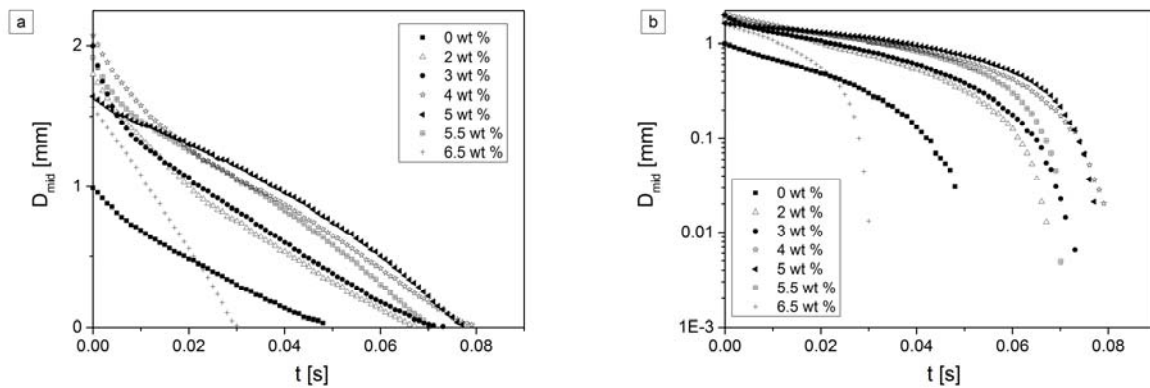 a
2
1
0
D_mid [mm]
0.00 0.02 0.04 0.06 0.08
t [s]
0 wt %
2 wt %
3 wt %
4 wt %
5 wt %
5.5 wt%
6.5 wt %
b
1
0.1
0.01
1E-3
D_mid [mm]
0.00 0.02 0.04 0.06 0.08
t [s]
0 wt %
2 wt %
3 wt %
4 wt %
5 wt %
5.5 wt %
6.5 wt %